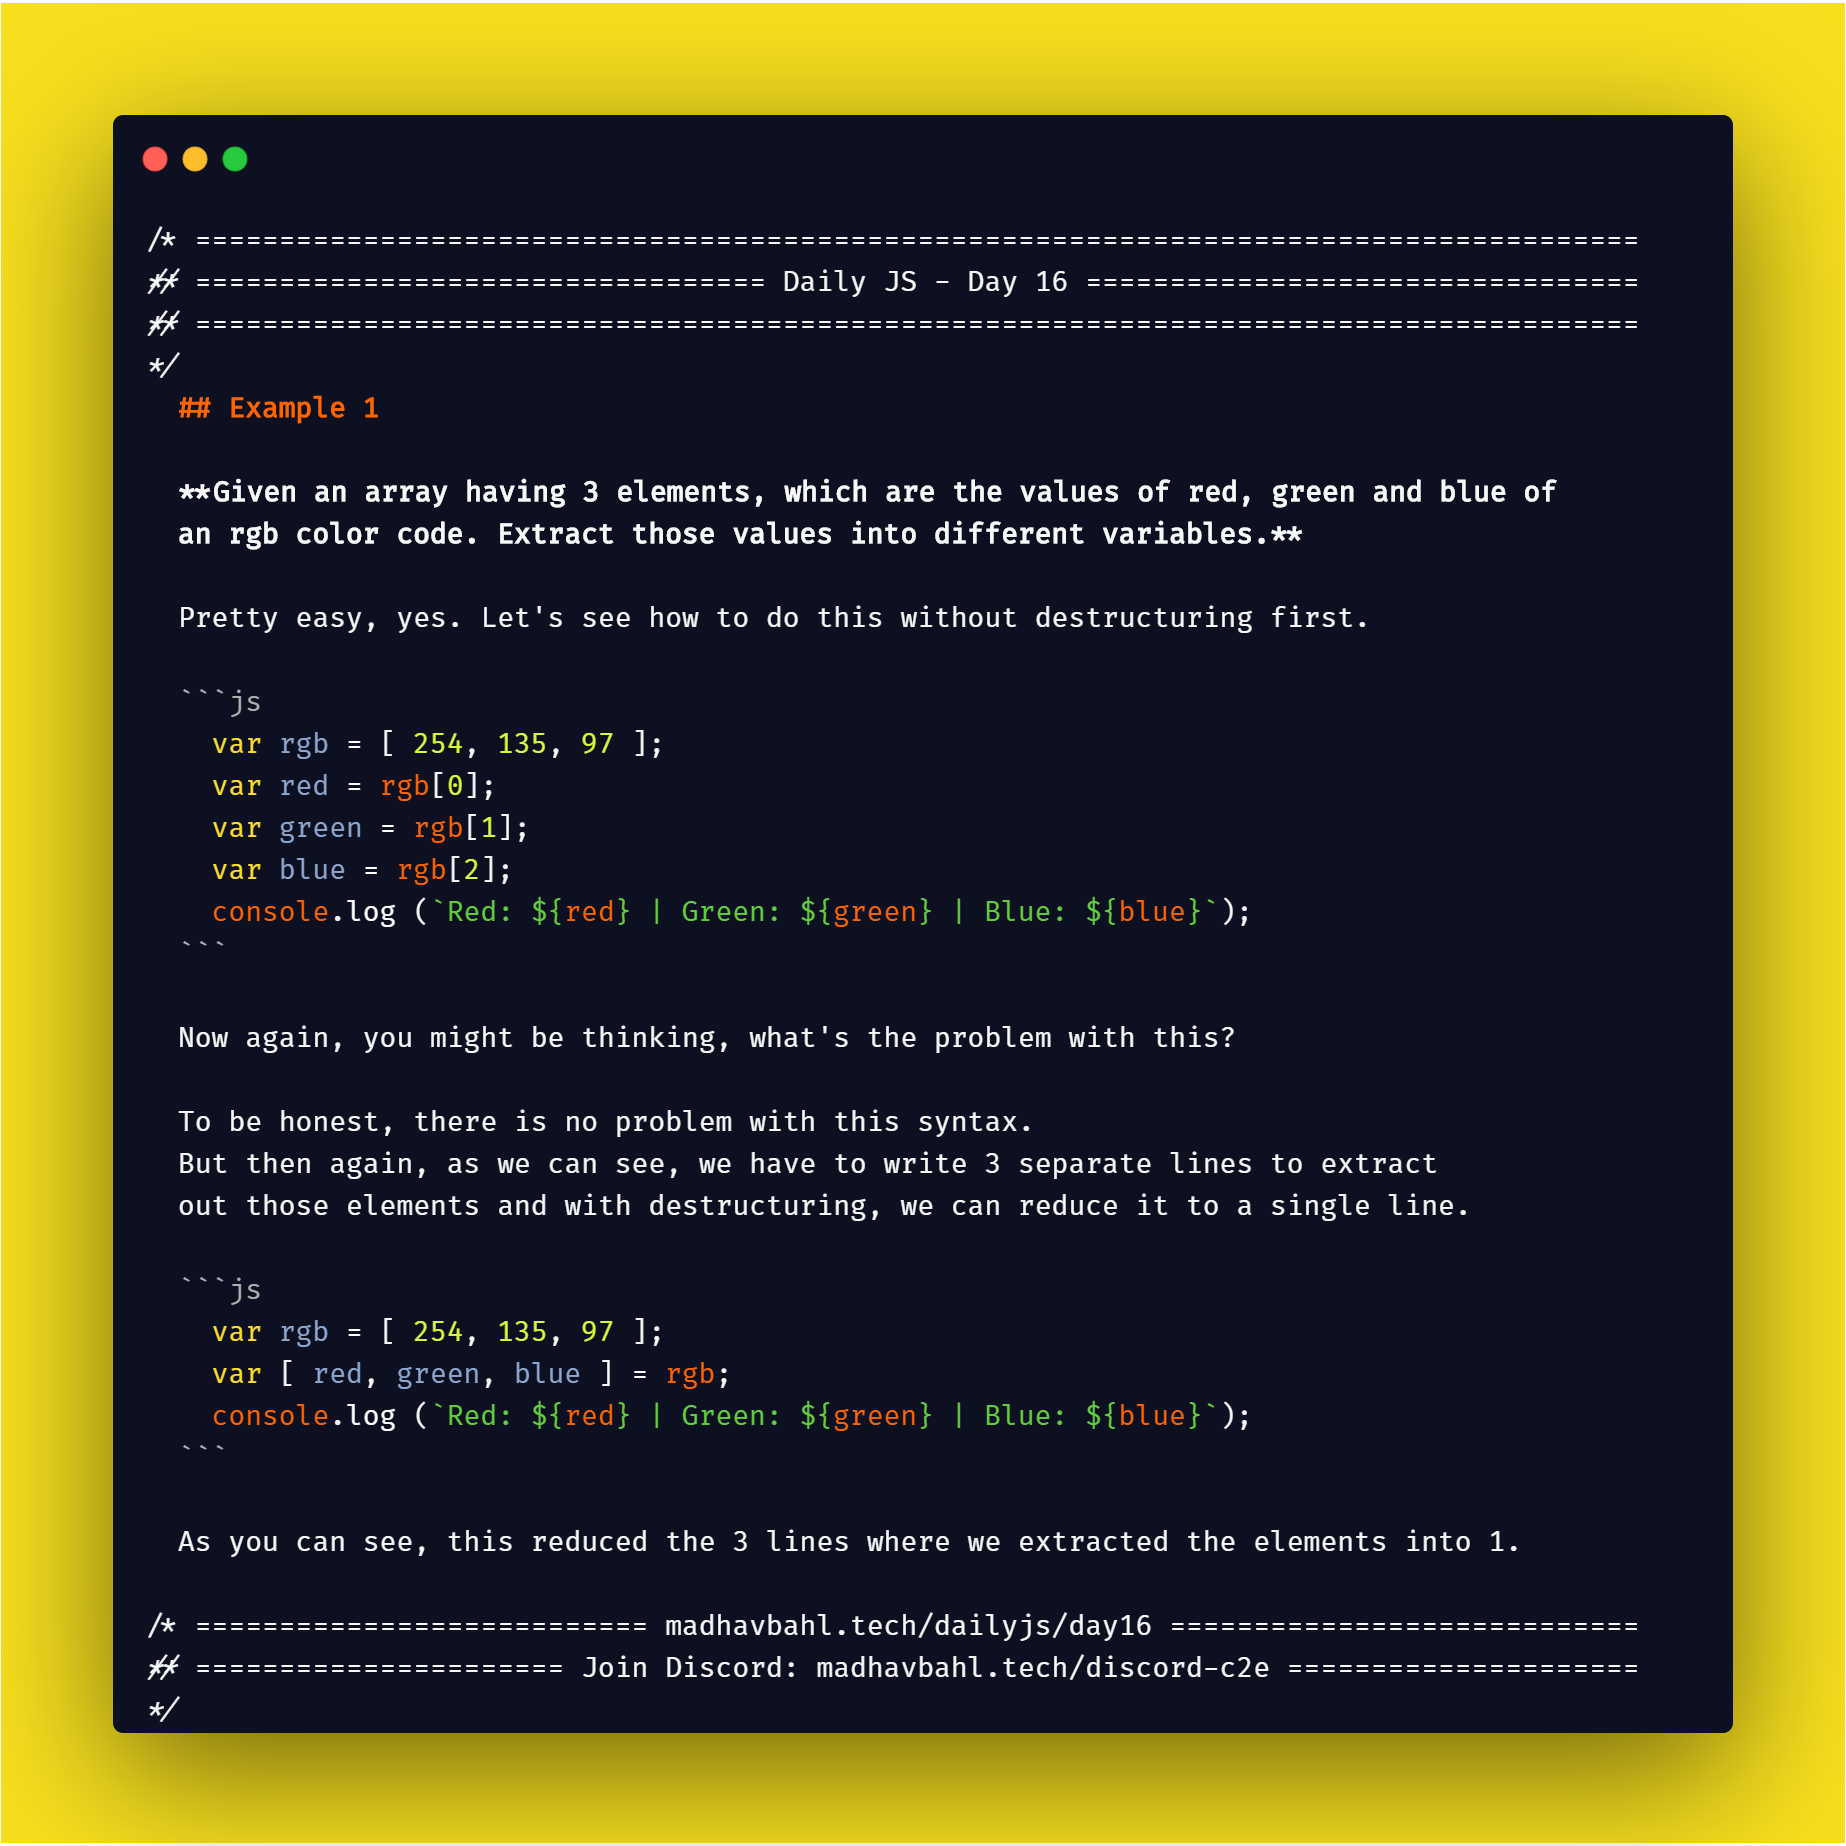 /* ======================================================================================
*/
/* ================================== Daily JS - Day 16 =================================
*/
/* ======================================================================================
*/
## Example 1
**Given an array having 3 elements, which are the values of red, green and blue of
an rgb color code. Extract those values into different variables.**
Pretty easy, yes. Let's see how to do this without destructuring first.
```js
var rgb = [ 254, 135, 97 ];
var red = rgb[0];
var green = rgb[1];
var blue = rgb[2];
console.log (`Red: ${red} | Green: ${green} | Blue: ${blue}`);
```
Now again, you might be thinking, what's the problem with this?
To be honest, there is no problem with this syntax.
But then again, as we can see, we have to write 3 separate lines to extract
out those elements and with destructuring, we can reduce it to a single line.
```js
var rgb = [ 254, 135, 97 ];
var [ red, green, blue ] = rgb;
console.log (`Red: ${red} | Green: ${green} | Blue: ${blue}`);
```
As you can see, this reduced the 3 lines where we extracted the elements into 1.
/* =========================== madhavbahl.tech/dailyjs/day16 ============================
*/
/* ====================== Join Discord: madhavbahl.tech/discord-c2e =====================
*/